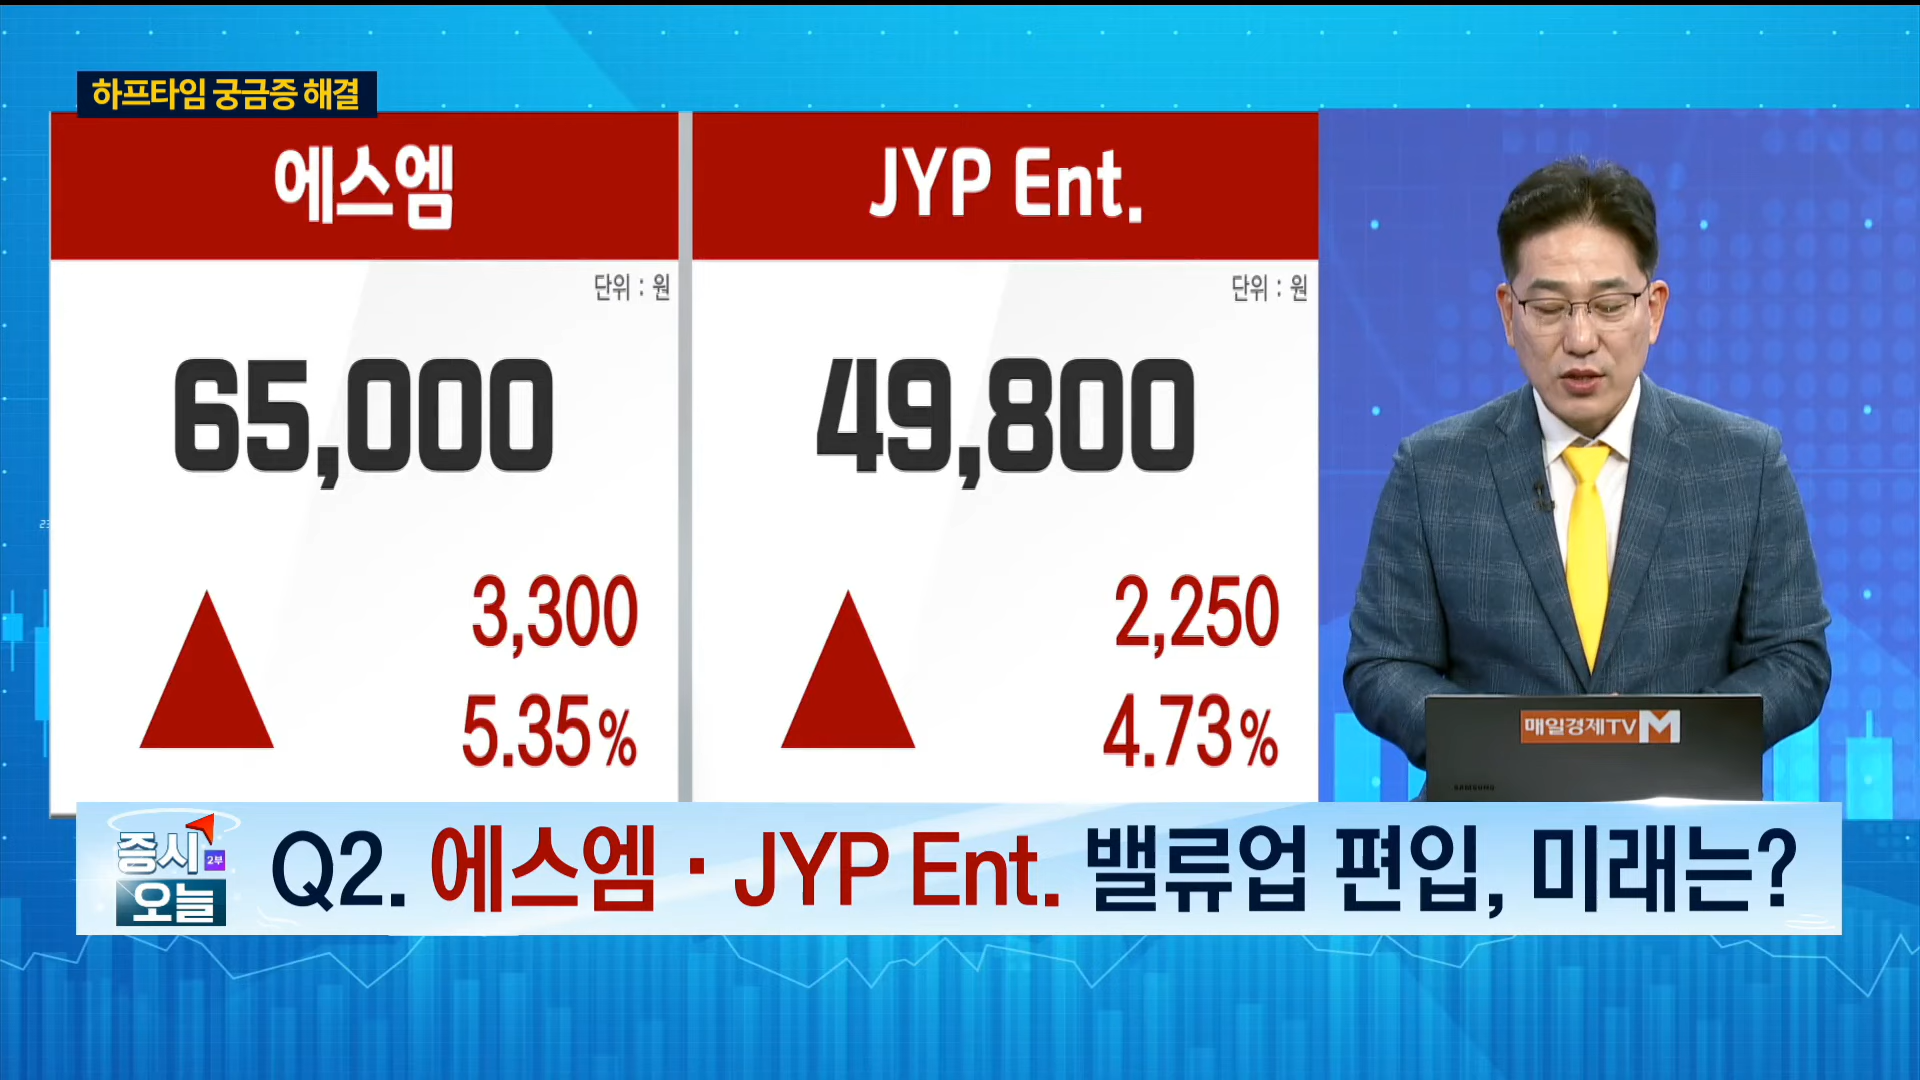 하프타임 궁금증 해결
에스엠
단위 : 원
65,000
3,300
5.35%
JYP Ent.
단위 : 원
49,800
2,250
4.73%
매일경제TV M
SAMSUNG
증시
2부
오늘
Q2. 에스엠 · JYP Ent. 밸류업 편입, 미래는?